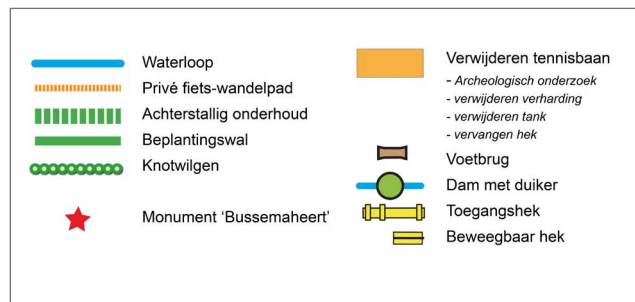 Waterloop
Privé fiets-wandelpad
Achterstallig onderhoud
Beplantingswal
Knotwilgen
Monument ‘Bussemaheert’
Verwijderen tennisbaan
- Archeologisch onderzoek
- verwijderen verharding
- verwijderen tank
- vervangen hek
Voetbrug
Dam met duiker
Toegangshek
Beweegbaar hek